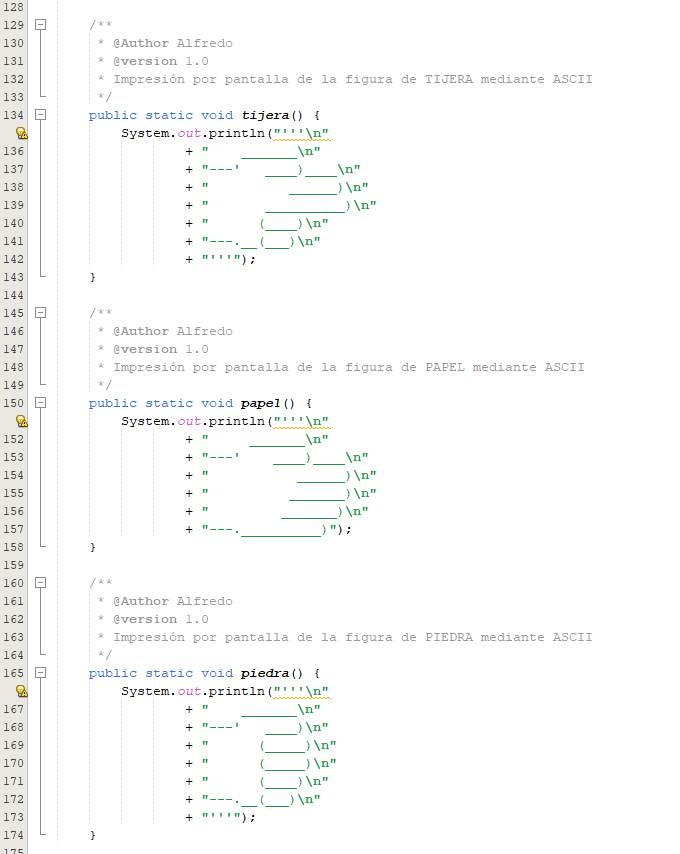 128
129 /**
130 * @Author Alfredo
131 * @version 1.0
132 * Impresión por pantalla de la figura de TIJERA mediante ASCII
133 */
134 public static void tijera() {
System.out.println("'''\n"
136 + "    _______\n"
137 + "---'   ____)____\n"
138 + "          ______)\n"
139 + "       __________)\n"
140 + "      (____)\n"
141 + "---.__(___)\n"
142 + "'''");
143 }
144
145 /**
146 * @Author Alfredo
147 * @version 1.0
148 * Impresión por pantalla de la figura de PAPEL mediante ASCII
149 */
150 public static void papel() {
System.out.println("'''\n"
152 + "     _______\n"
153 + "---'    ____)____\n"
154 + "           ______)\n"
155 + "          _______)\n"
156 + "         _______)\n"
157 + "---.__________)");
158 }
159
160 /**
161 * @Author Alfredo
162 * @version 1.0
163 * Impresión por pantalla de la figura de PIEDRA mediante ASCII
164 */
165 public static void piedra() {
System.out.println("'''\n"
167 + "    _______\n"
168 + "---'   ____)\n"
169 + "      (_____)\n"
170 + "      (_____)\n"
171 + "      (____)\n"
172 + "---.__(___)\n"
173 + "'''");
174 }
175